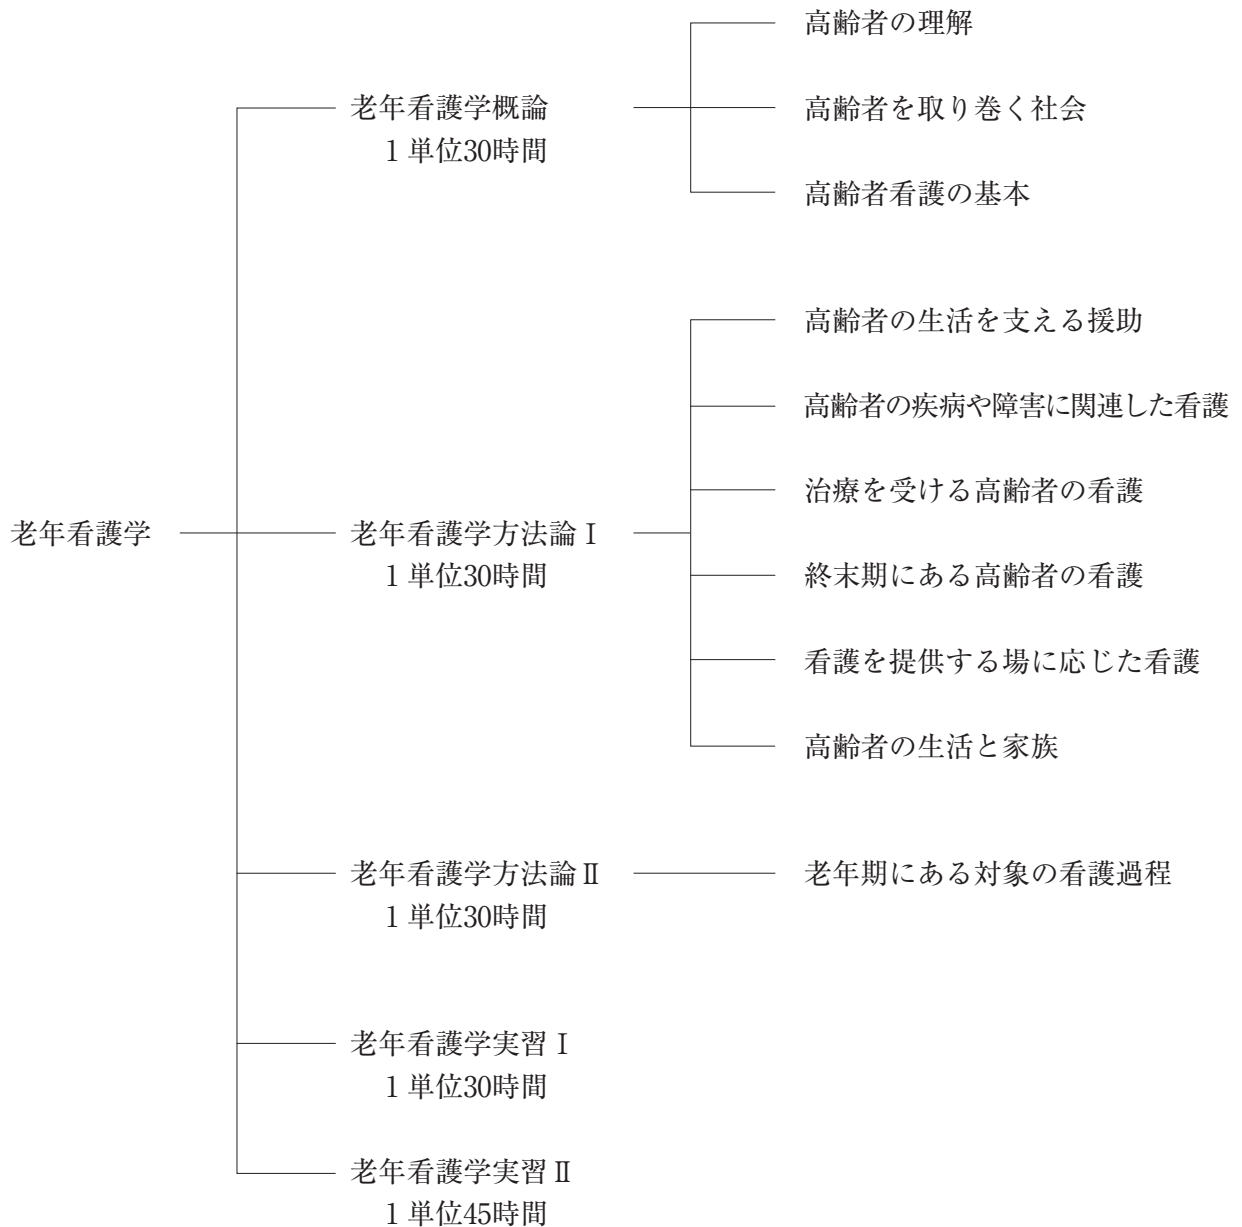 高齢者の理解
老年看護学概論
１単位30時間
高齢者を取り巻く社会
高齢者看護の基本
高齢者の生活を支える援助
高齢者の疾病や障害に関連した看護
治療を受ける高齢者の看護
老年看護学
老年看護学方法論Ⅰ
１単位30時間
終末期にある高齢者の看護
看護を提供する場に応じた看護
高齢者の生活と家族
老年看護学方法論Ⅱ
１単位30時間
老年期にある対象の看護過程
老年看護学実習Ⅰ
１単位30時間
老年看護学実習Ⅱ
１単位45時間